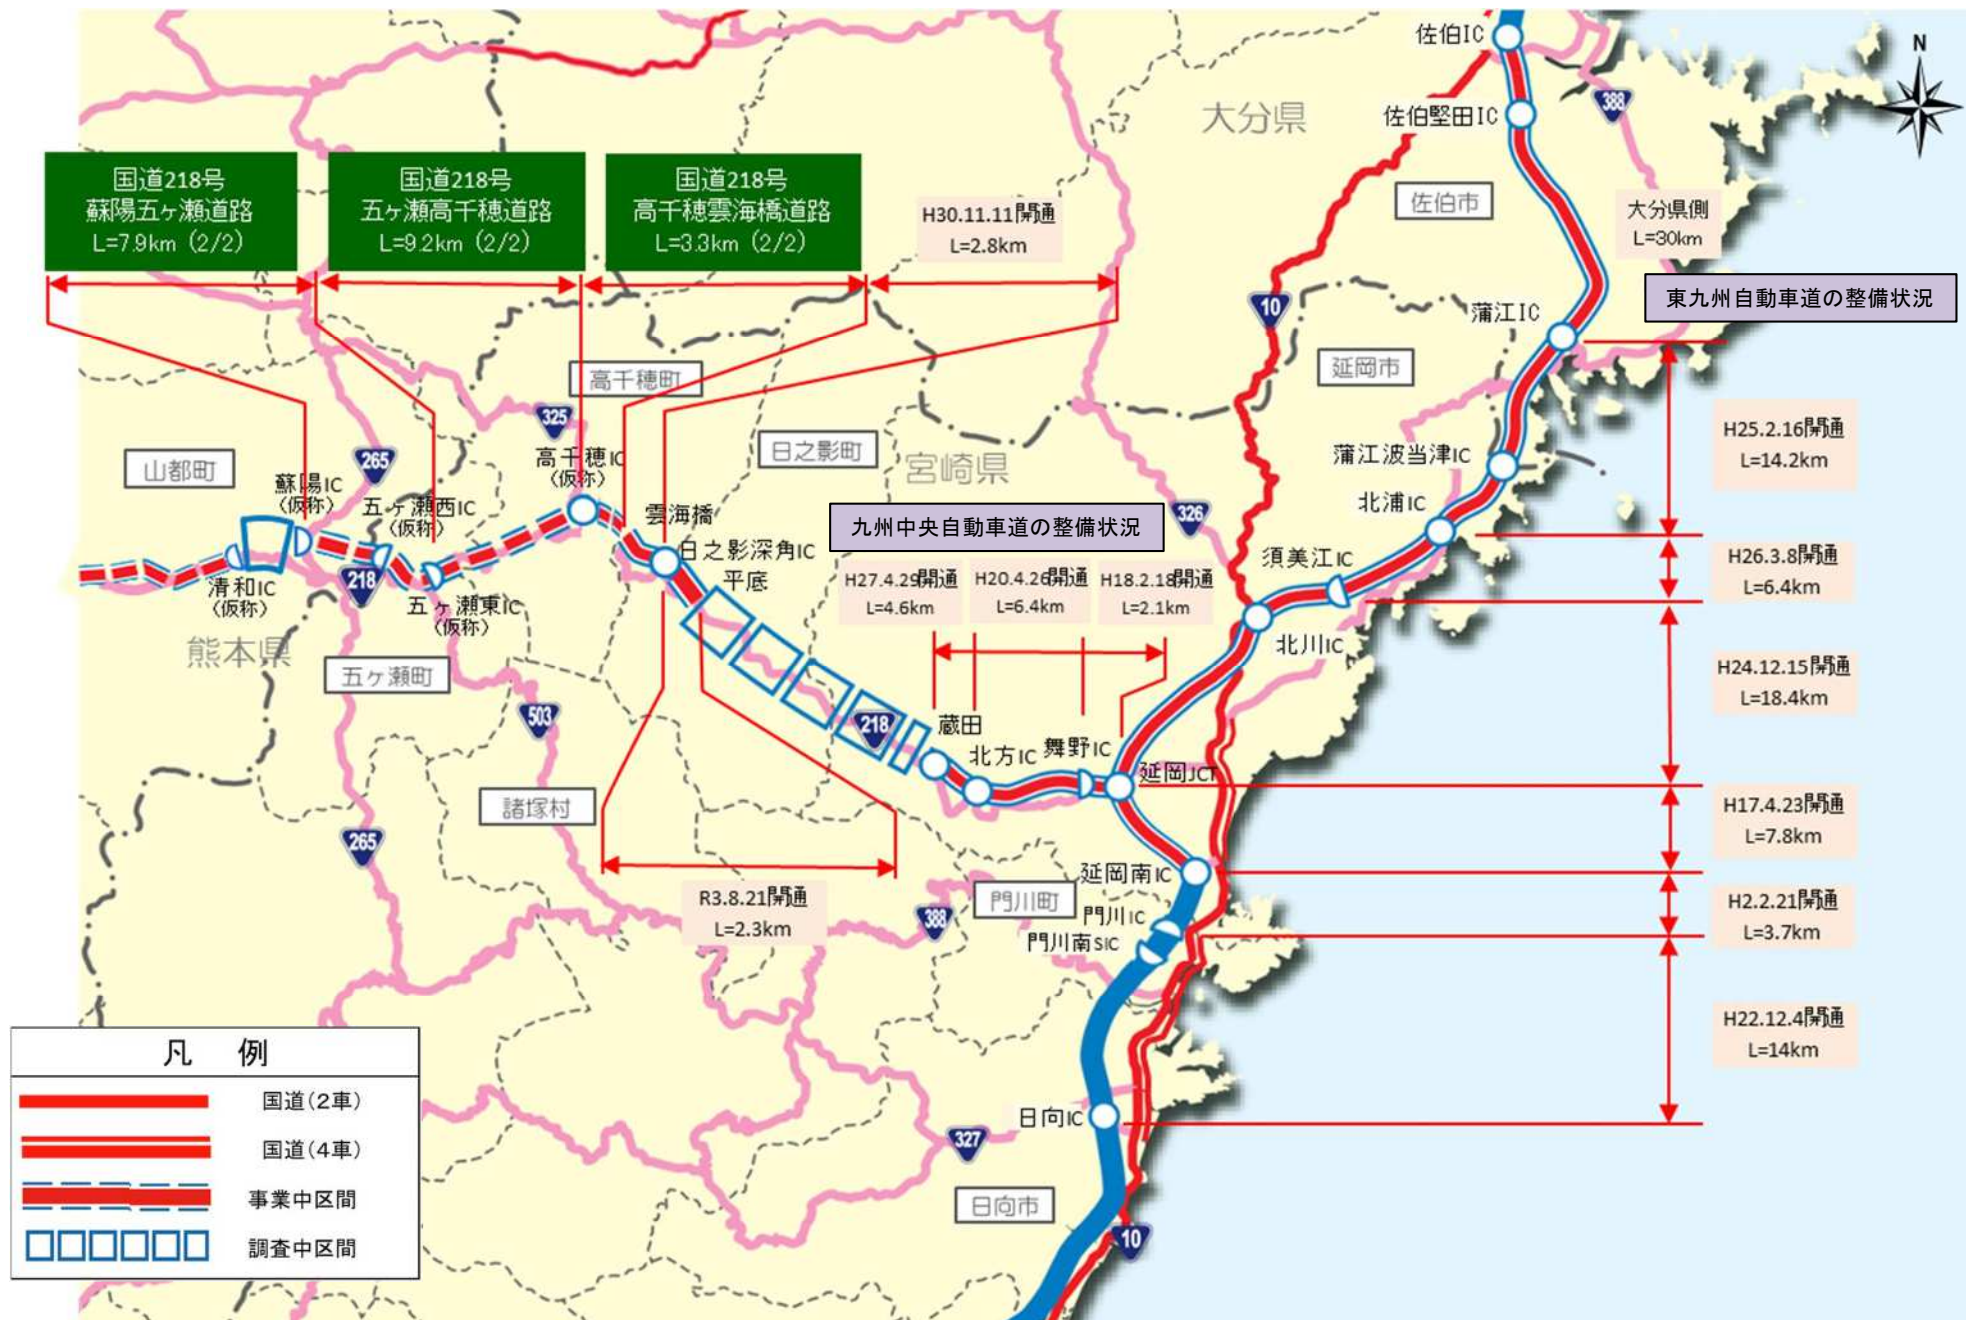 佐伯IC
N
388
大分県
佐伯堅田IC
国道218号
蘇陽五ヶ瀬道路
L=7.9km（2/2）
国道218号
五ヶ瀬高千穂道路
L=9.2km（2/2）
国道218号
高千穂雲海橋道路
L=3.3km（2/2）
H30.11.11開通
L=2.8km
佐伯市
大分県側
L=30km
東九州自動車道の整備状況
10
蒲江IC
延岡市
高千穂町
325
H25.2.16開通
L=14.2km
山都町
265
高千穂IC
（仮称）
日之影町
宮崎県
蒲江波当津IC
蘇陽IC
（仮称）
五ヶ瀬西IC
（仮称）
雲海橋
九州中央自動車道の整備状況
326
北浦IC
日之影深角IC
平底
須美江IC
H26.3.8開通
L=6.4km
清和IC
（仮称）
218
五ヶ瀬東IC
（仮称）
H27.4.29開通
L=4.6km
H20.4.26開通
L=6.4km
H18.2.18開通
L=2.1km
熊本県
五ヶ瀬町
北川IC
H24.12.15開通
L=18.4km
503
218
蔵田
北方IC
舞野IC
延岡JCT
諸塚村
265
H17.4.23開通
L=7.8km
延岡南IC
R3.8.21開通
L=2.3km
388
門川町
門川IC
門川南SIC
H2.2.21開通
L=3.7km
H22.12.4開通
L=14km
凡　例
国道（2車）
国道（4車）
事業中区間
調査中区間
日向IC
327
日向市
10